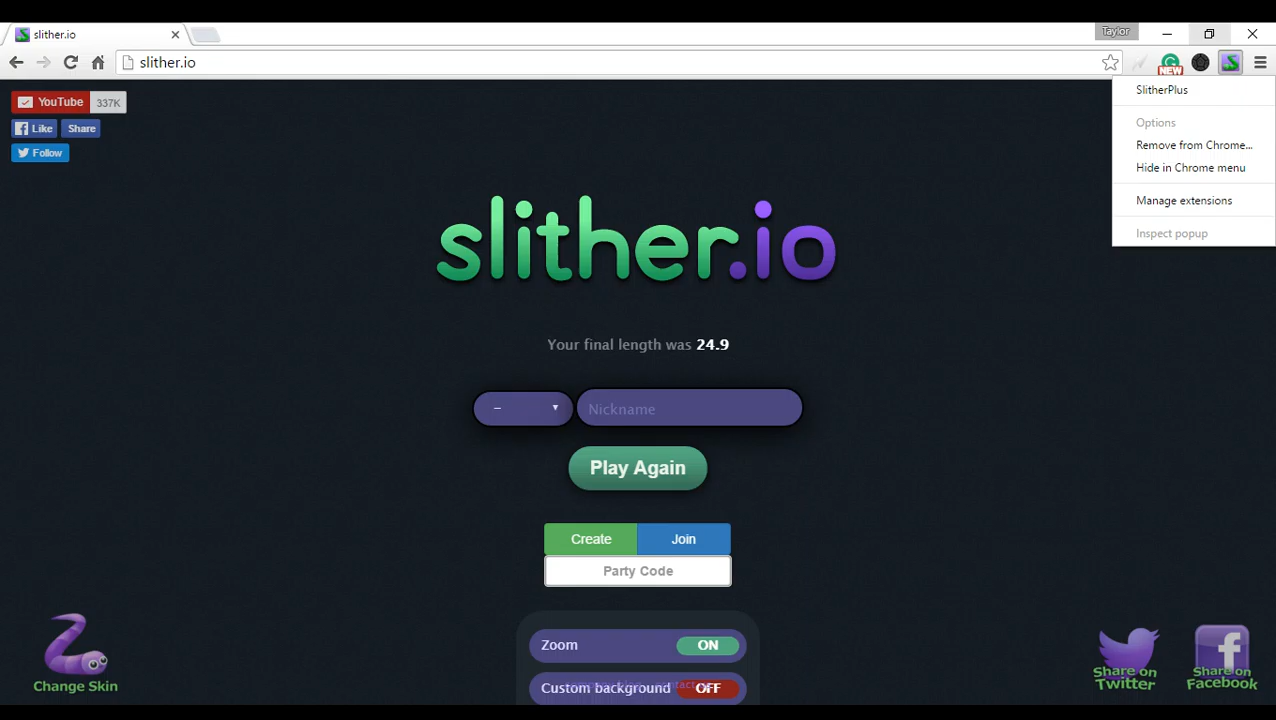 slither.io
Taylor
slither.io
NEW
YouTube 337K
Like Share
Follow
SlitherPlus
Options
Remove from Chrome...
Hide in Chrome menu
Manage extensions
Inspect popup
slither.io
Your final length was 24.9
– Nickname
Play Again
Create Join
Party Code
Zoom ON
Custom background OFF
Change Skin
Share on
Twitter
Share on
Facebook